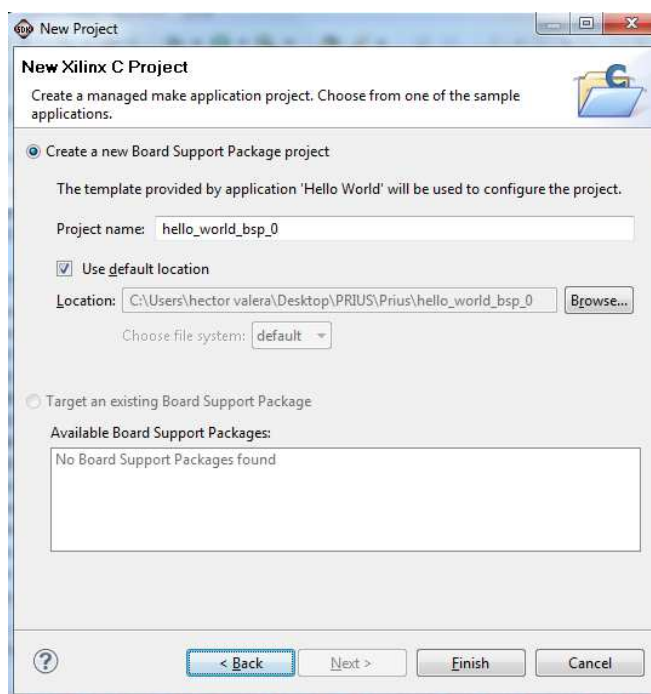 New Project
New Xilinx C Project
Create a managed make application project. Choose from one of the sample
applications.
Create a new Board Support Package project
The template provided by application 'Hello World' will be used to configure the project.
Project name: hello_world_bsp_0
Use default location
Location: C:\Users\hector valera\Desktop\PRIUS\Prius\hello_world_bsp_0 Browse...
Choose file system: default
Target an existing Board Support Package
Available Board Support Packages:
No Board Support Packages found
? < Back Next > Finish Cancel